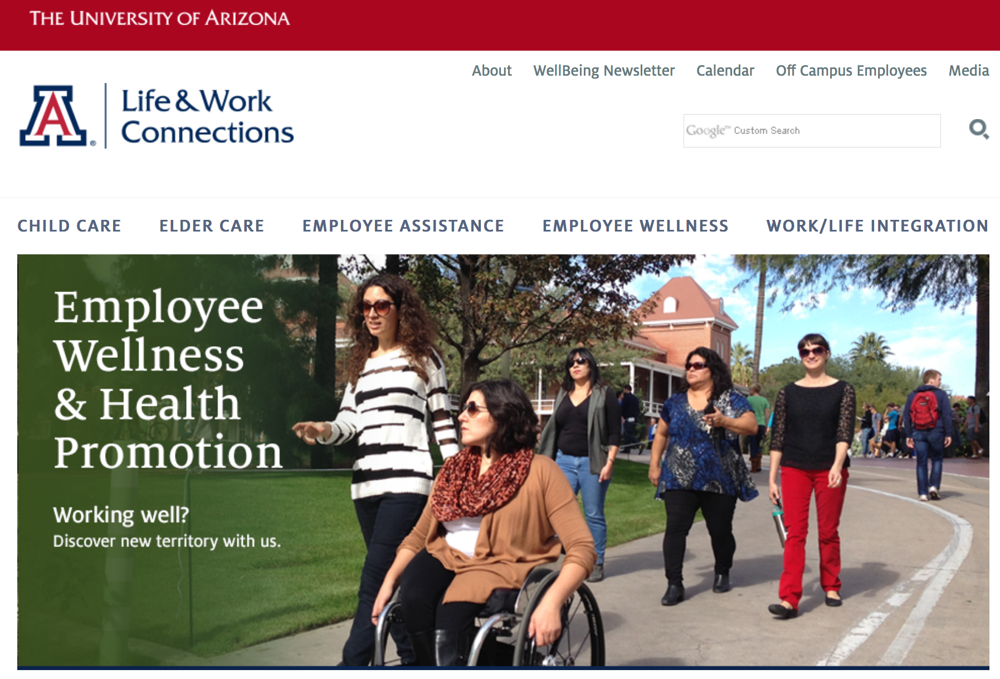 THE UNIVERSITY OF ARIZONA
About WellBeing Newsletter Calendar Off Campus Employees Media
A®
Life & Work
Connections
Google™ Custom Search
CHILD CARE ELDER CARE EMPLOYEE ASSISTANCE EMPLOYEE WELLNESS WORK/LIFE INTEGRATION
Employee
Wellness
& Health
Promotion
Working well?
Discover new territory with us.